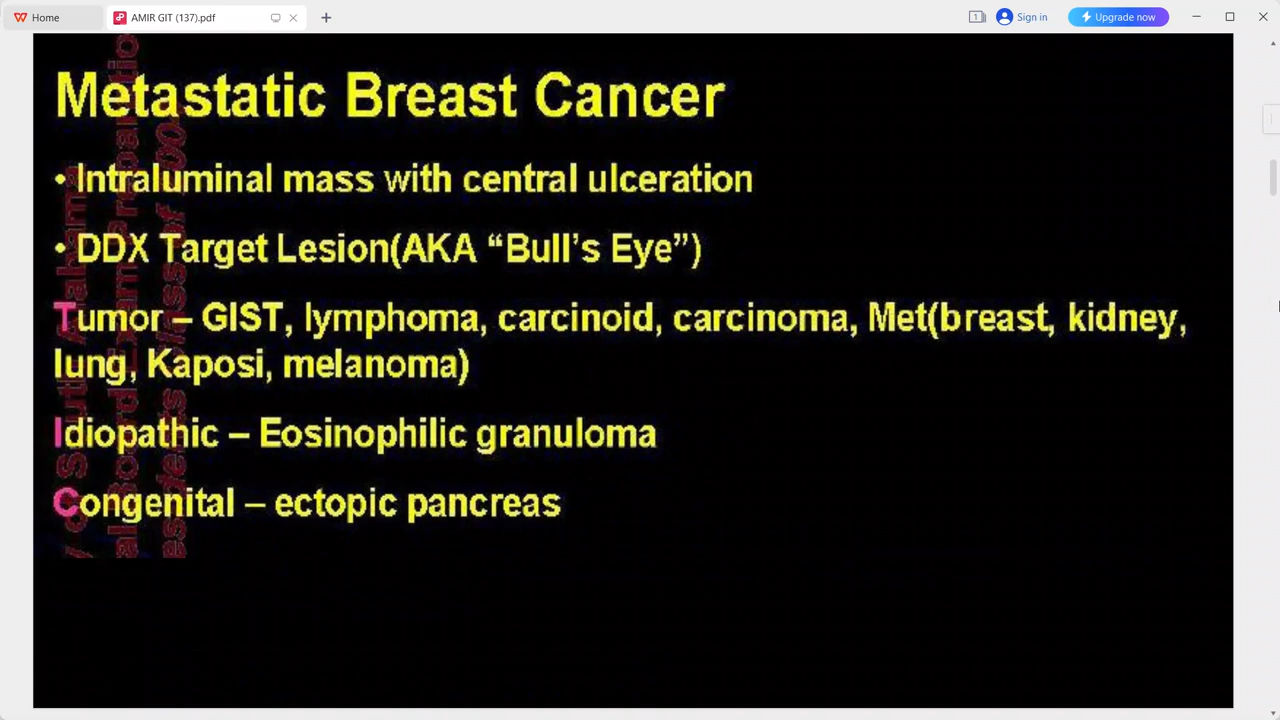 Home
AMIR GIT (137).pdf
1
Sign in
Upgrade now
Metastatic Breast Cancer
• Intraluminal mass with central ulceration
• DDX Target Lesion(AKA “Bull’s Eye”)
Tumor – GIST, lymphoma, carcinoid, carcinoma, Met(breast, kidney,
lung, Kaposi, melanoma)
Idiopathic – Eosinophilic granuloma
Congenital – ectopic pancreas